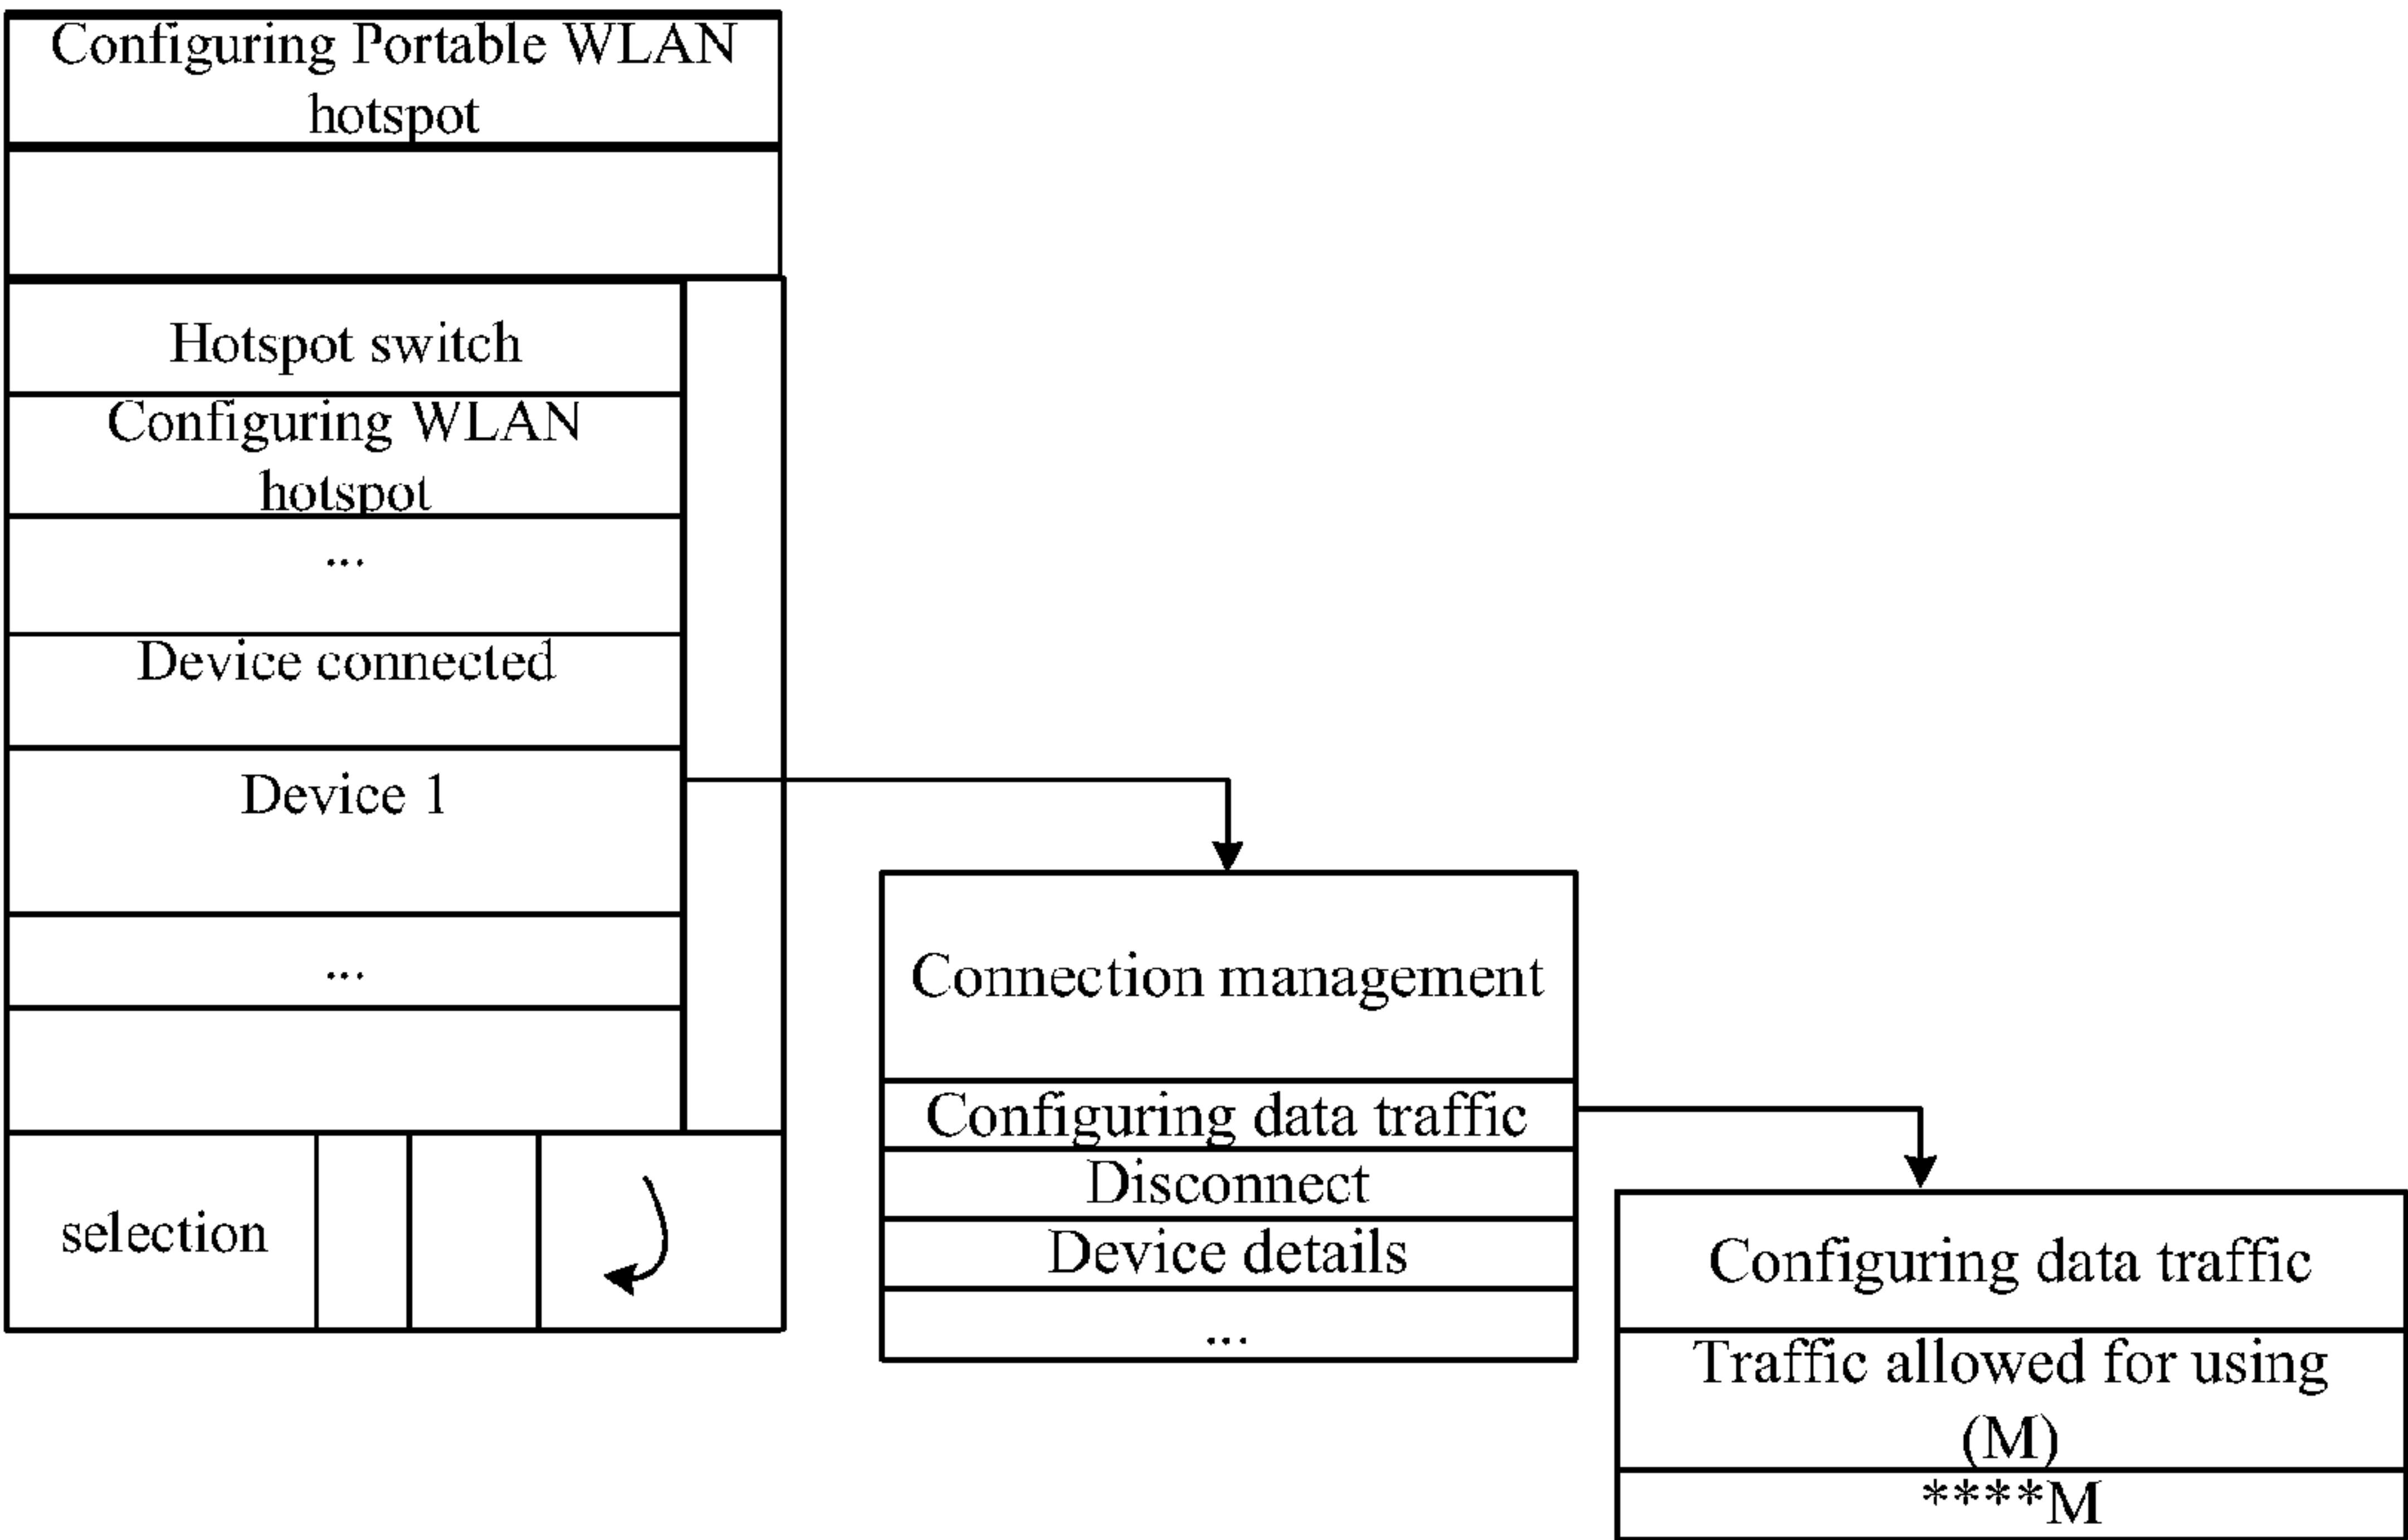 Configuring Portable WLAN
hotspot
Hotspot switch
Configuring WLAN
hotspot
...
Device connected
Device 1
...
selection
Connection management
Configuring data traffic
Disconnect
Device details
...
Configuring data traffic
Traffic allowed for using
(M)
****M